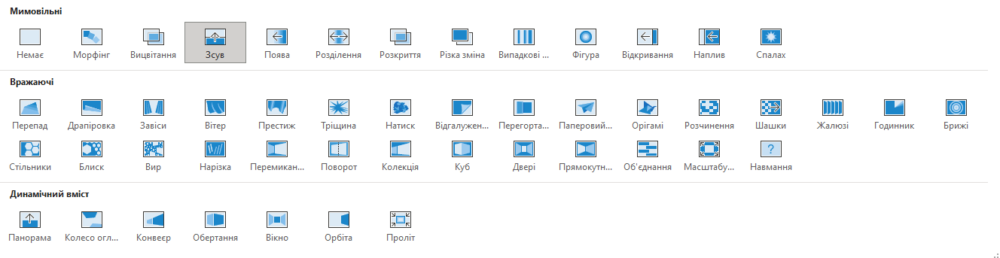 Мимовільні
Немає Морфінг Вицвітання Зсув Поява Розділення Розкриття Різка зміна Випадкові ... Фігура Відкривання Наплив Спалах
Вражаючі
Перепад Драпіровка Завіси Вітер Престиж Тріщина Натиск Відгалужен... Перегорта... Паперовий... Орігамі Розчинення Шашки Жалюзі Годинник Брижі
Стільники Блиск Вир Нарізка Перемикан... Поворот Колекція Куб Двері Прямокутн... Об'єднання Масштабу... Навмання
Динамічний вміст
Панорама Колесо огл... Конвеєр Обертання Вікно Орбіта Проліт